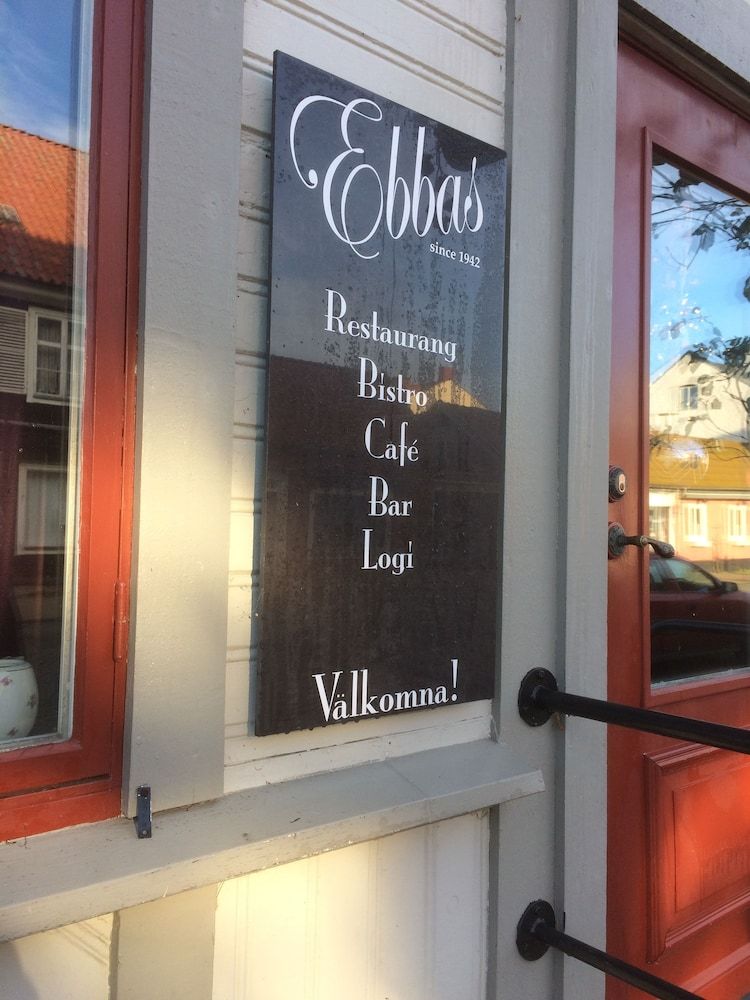 Ebbas
since 1942
Restaurang
Bistro
Café
Bar
Logi
Välkomna!